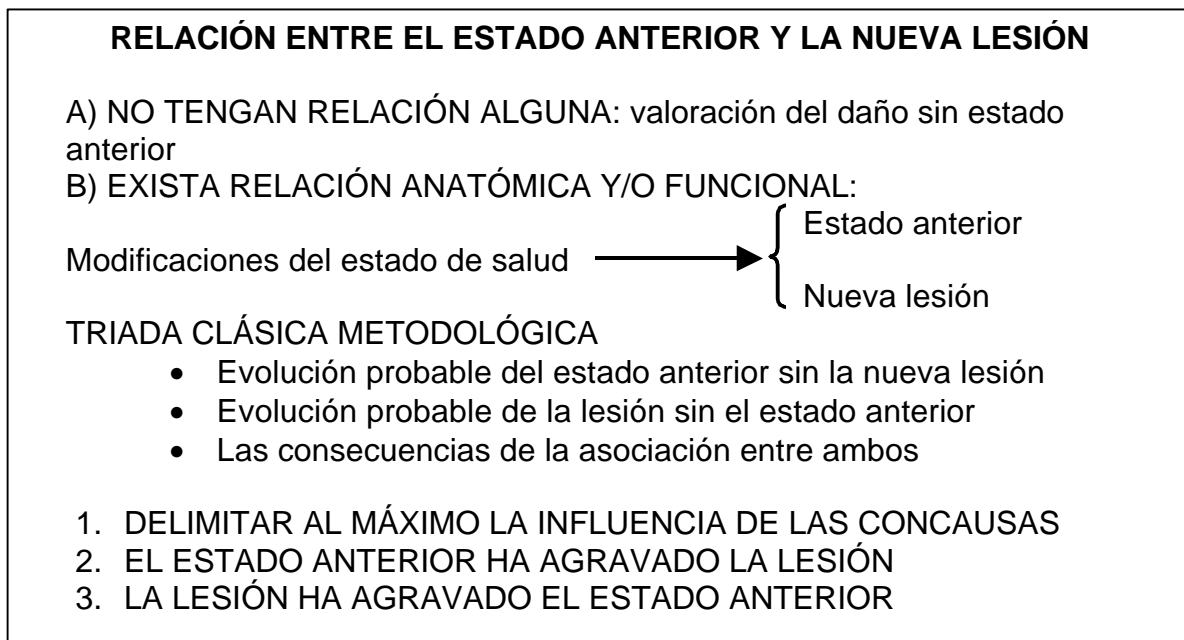 RELACIÓN ENTRE EL ESTADO ANTERIOR Y LA NUEVA LESIÓN
A) NO TENGAN RELACIÓN ALGUNA: valoración del daño sin estado
anterior
B) EXISTA RELACIÓN ANATÓMICA Y/O FUNCIONAL:
Estado anterior
Modificaciones del estado de salud
Nueva lesión
TRIADA CLÁSICA METODOLÓGICA
• Evolución probable del estado anterior sin la nueva lesión
• Evolución probable de la lesión sin el estado anterior
• Las consecuencias de la asociación entre ambos
1. DELIMITAR AL MÁXIMO LA INFLUENCIA DE LAS CONCAUSAS
2. EL ESTADO ANTERIOR HA AGRAVADO LA LESIÓN
3. LA LESIÓN HA AGRAVADO EL ESTADO ANTERIOR